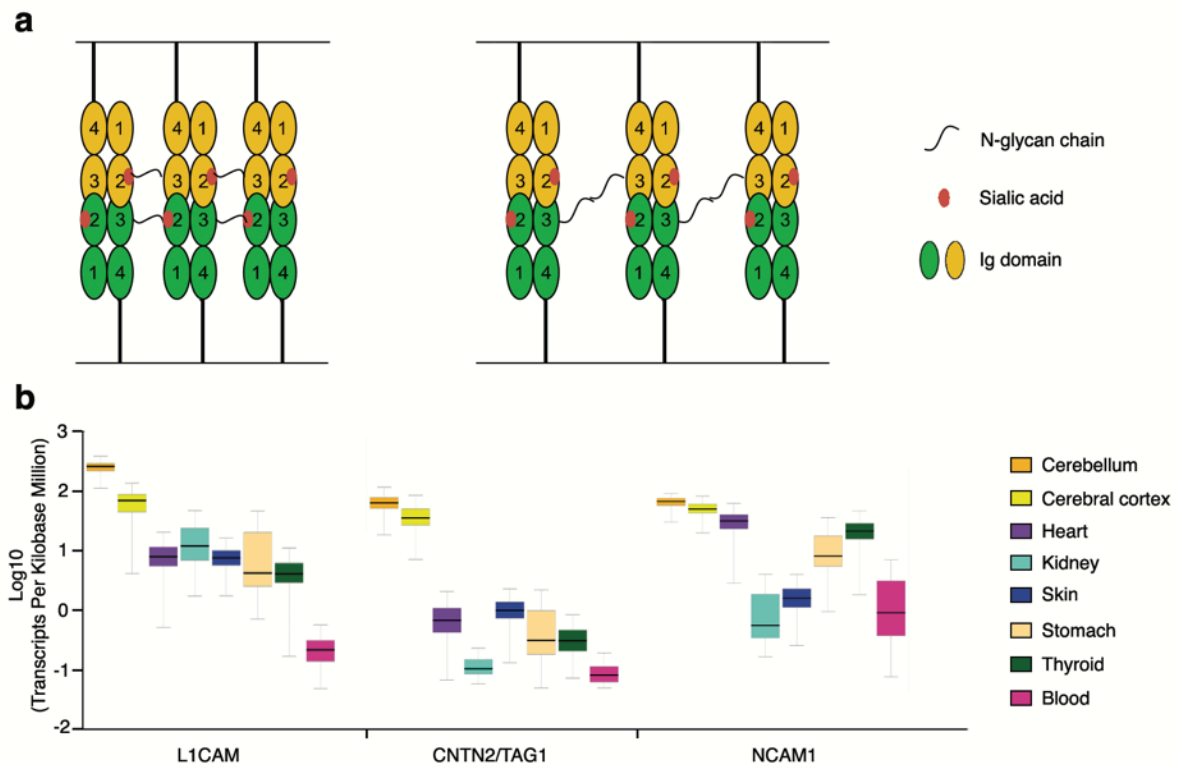 a
4 1 4 1 4 1
3 2 3 2 3 2
2 3 2 3 2 3
1 4 1 4 1 4
4 1 4 1 4 1
3 2 3 2 3 2
2 3 2 3 2 3
1 4 1 4 1 4
N-glycan chain
Sialic acid
Ig domain
b
Log10
(Transcripts Per Kilobase Million)
3
2
1
0
-1
-2
L1CAM
CNTN2/TAG1
NCAM1
Cerebellum
Cerebral cortex
Heart
Kidney
Skin
Stomach
Thyroid
Blood